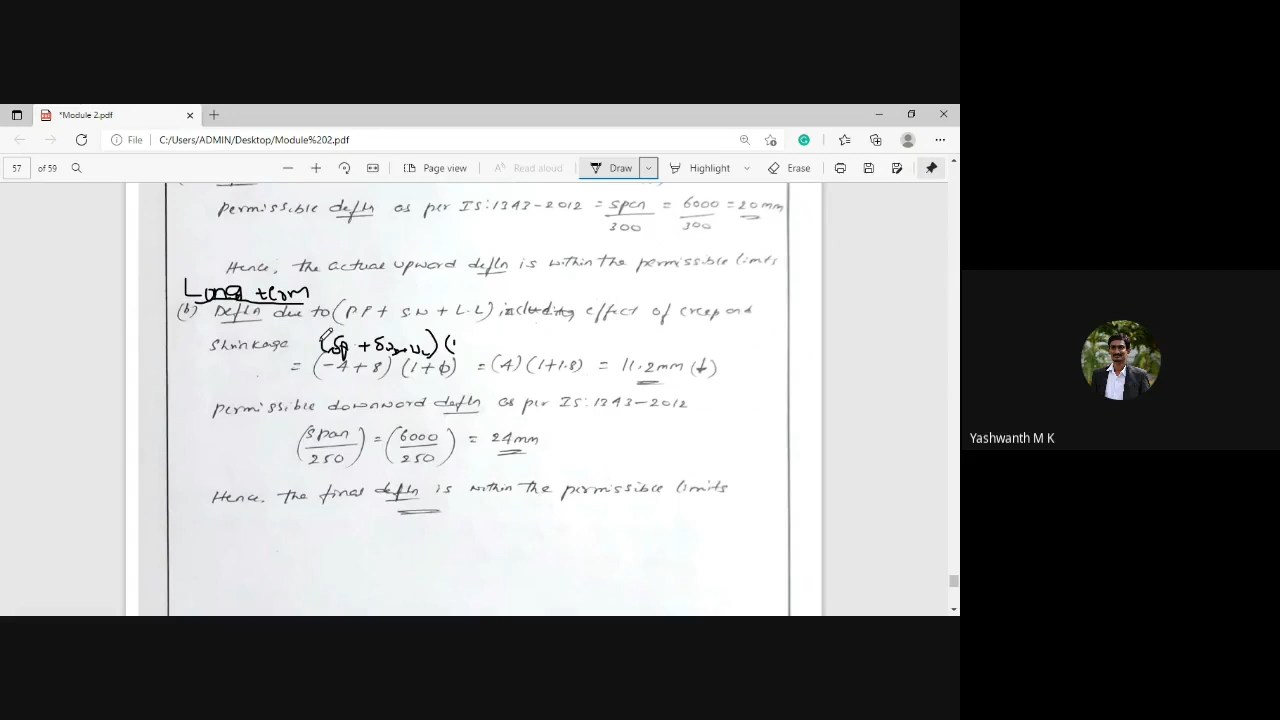 *Module 2.pdf
File | C:/Users/ADMIN/Desktop/Module%202.pdf
57 of 59 Page view Read aloud Draw Highlight Erase
permissible defln as per IS:1343-2012 = span/300 = 6000/300 = 20mm
Hence, the actual upward defln is within the permissible limits
Long term
(b) Defln due to (P.F + S.W + L.L) including effect of creep and
shrinkage
= (-4+8) (1+φ) = (4) (1+1.8) = 11.2mm (↓)
permissible downward defln as per IS:1343-2012
(span/250) = (6000/250) = 24mm
Hence. the final defln is within the permissible limits
Yashwanth M K